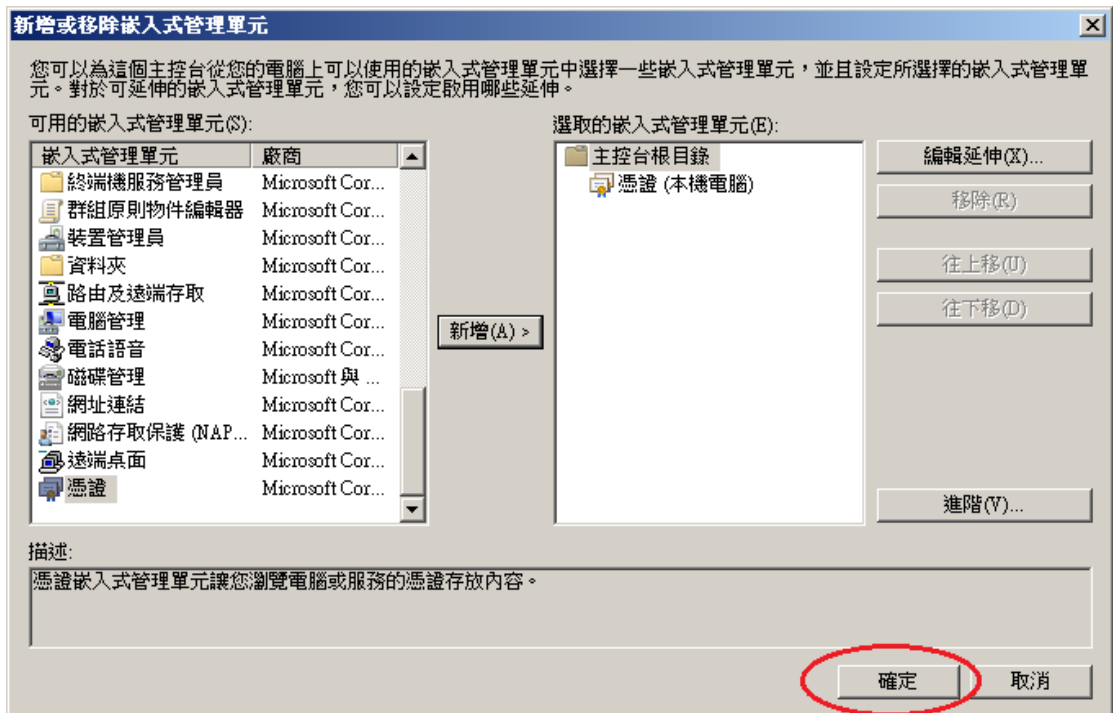 新增或移除嵌入式管理單元
您可以為這個主控台從您的電腦上可以使用的嵌入式管理單元中選擇一些嵌入式管理單元，並且設定所選擇的嵌入式管理單
元。對於可延伸的嵌入式管理單元，您可以設定啟用哪些延伸。
可用的嵌入式管理單元(S):
選取的嵌入式管理單元(E):
嵌入式管理單元 廠商
終端機服務管理員 Microsoft Cor...
群組原則物件編輯器 Microsoft Cor...
裝置管理員 Microsoft Cor...
資料夾 Microsoft Cor...
路由及遠端存取 Microsoft Cor...
電腦管理 Microsoft Cor...
電話語音 Microsoft Cor...
磁碟管理 Microsoft 與 ...
網址連結 Microsoft Cor...
網路存取保護 (NAP... Microsoft Cor...
遠端桌面 Microsoft Cor...
憑證 Microsoft Cor...
新增(A) >
主控台根目錄
憑證 (本機電腦)
編輯延伸(X)...
移除(R)
往上移(U)
往下移(D)
進階(V)...
描述:
憑證嵌入式管理單元讓您瀏覽電腦或服務的憑證存放內容。
確定 取消